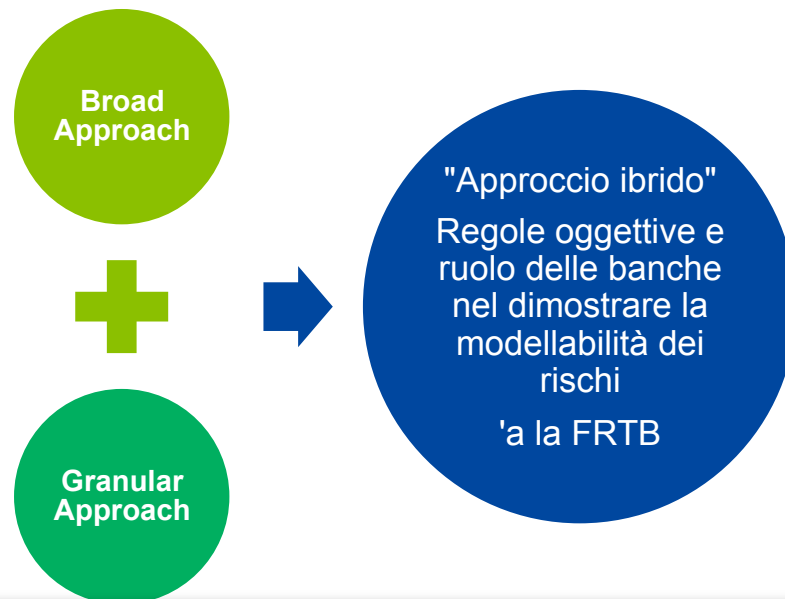 Broad
Approach
Granular
Approach
"Approccio ibrido"
Regole oggettive e
ruolo delle banche
nel dimostrare la
modellabilità dei
rischi
'a la FRTB